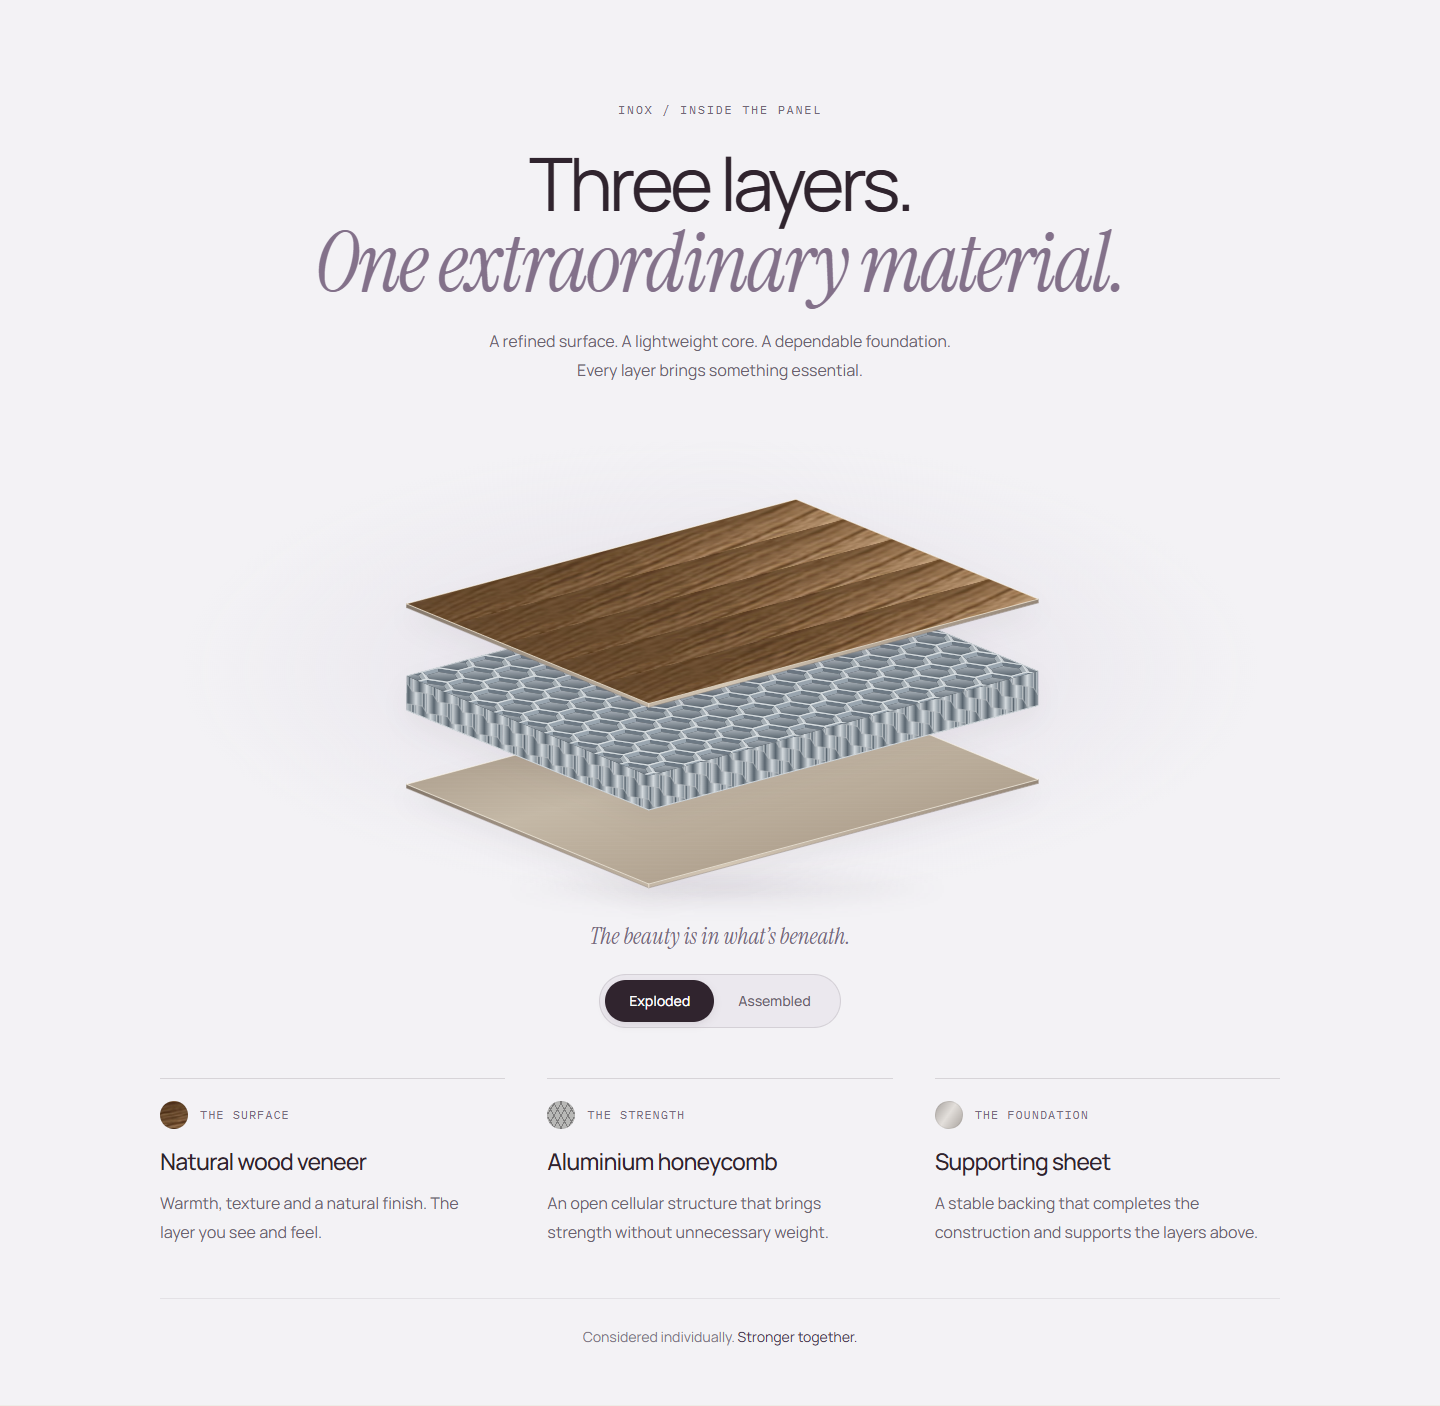 INOX / INSIDE THE PANEL
Three layers.
One extraordinary material.
A refined surface. A lightweight core. A dependable foundation.
Every layer brings something essential.
The beauty is in what’s beneath.
Exploded
Assembled
THE SURFACE
Natural wood veneer
Warmth, texture and a natural finish. The
layer you see and feel.
THE STRENGTH
Aluminium honeycomb
An open cellular structure that brings
strength without unnecessary weight.
THE FOUNDATION
Supporting sheet
A stable backing that completes the
construction and supports the layers above.
Considered individually. Stronger together.